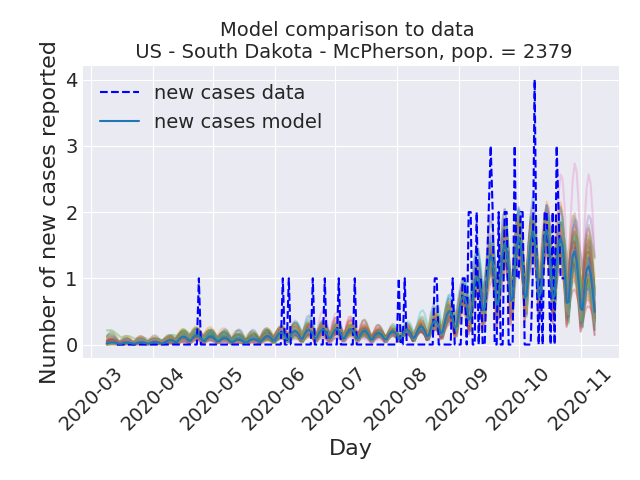 Model comparison to data
US - South Dakota - McPherson, pop. = 2379
Number of new cases reported
4
3
2
1
0
new cases data
new cases model
2020-03
2020-04
2020-05
2020-06
2020-07
2020-08
2020-09
2020-10
2020-11
Day